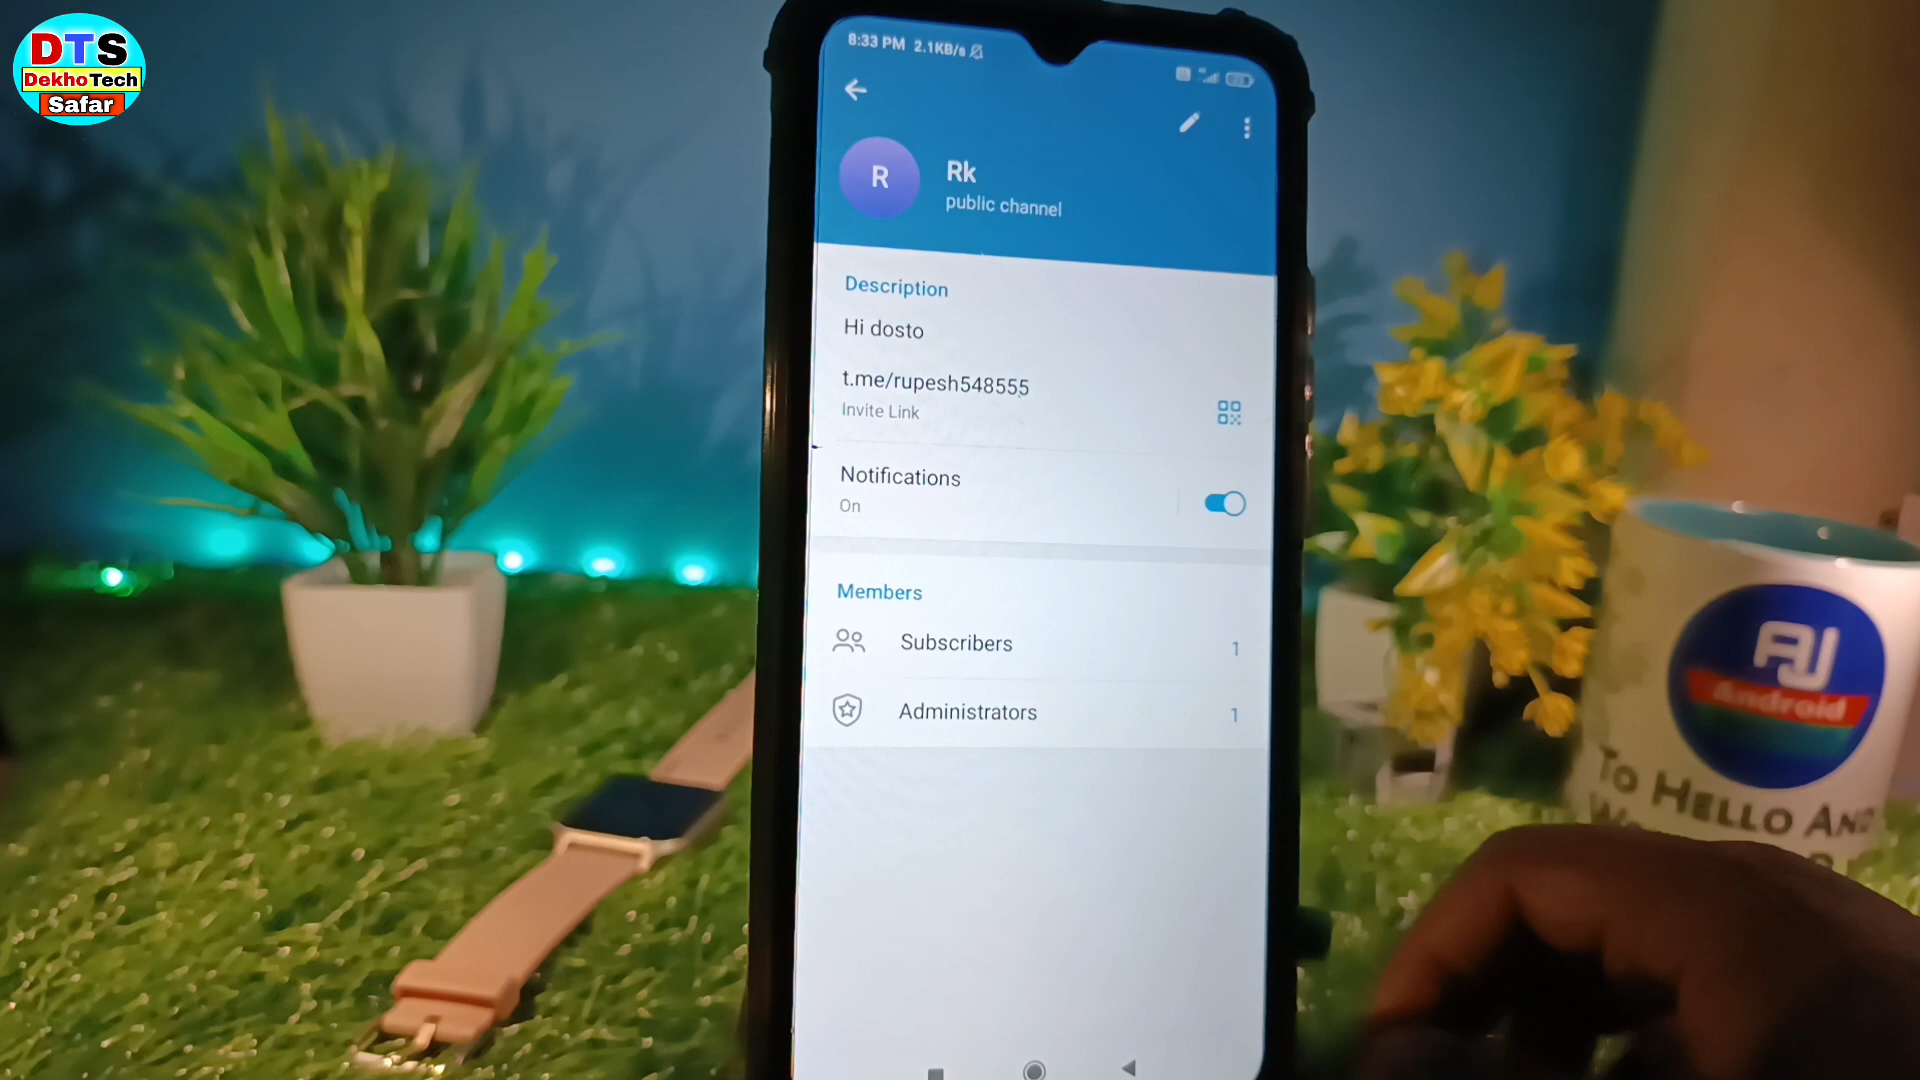 DTS
DekhoTech
Safar
8:33 PM 2.1KB/s
R
Rk
public channel
Description
Hi dosto
t.me/rupesh548555
Invite Link
Notifications
On
Members
Subscribers
1
Administrators
1
AJ
Android
TO HELLO AND